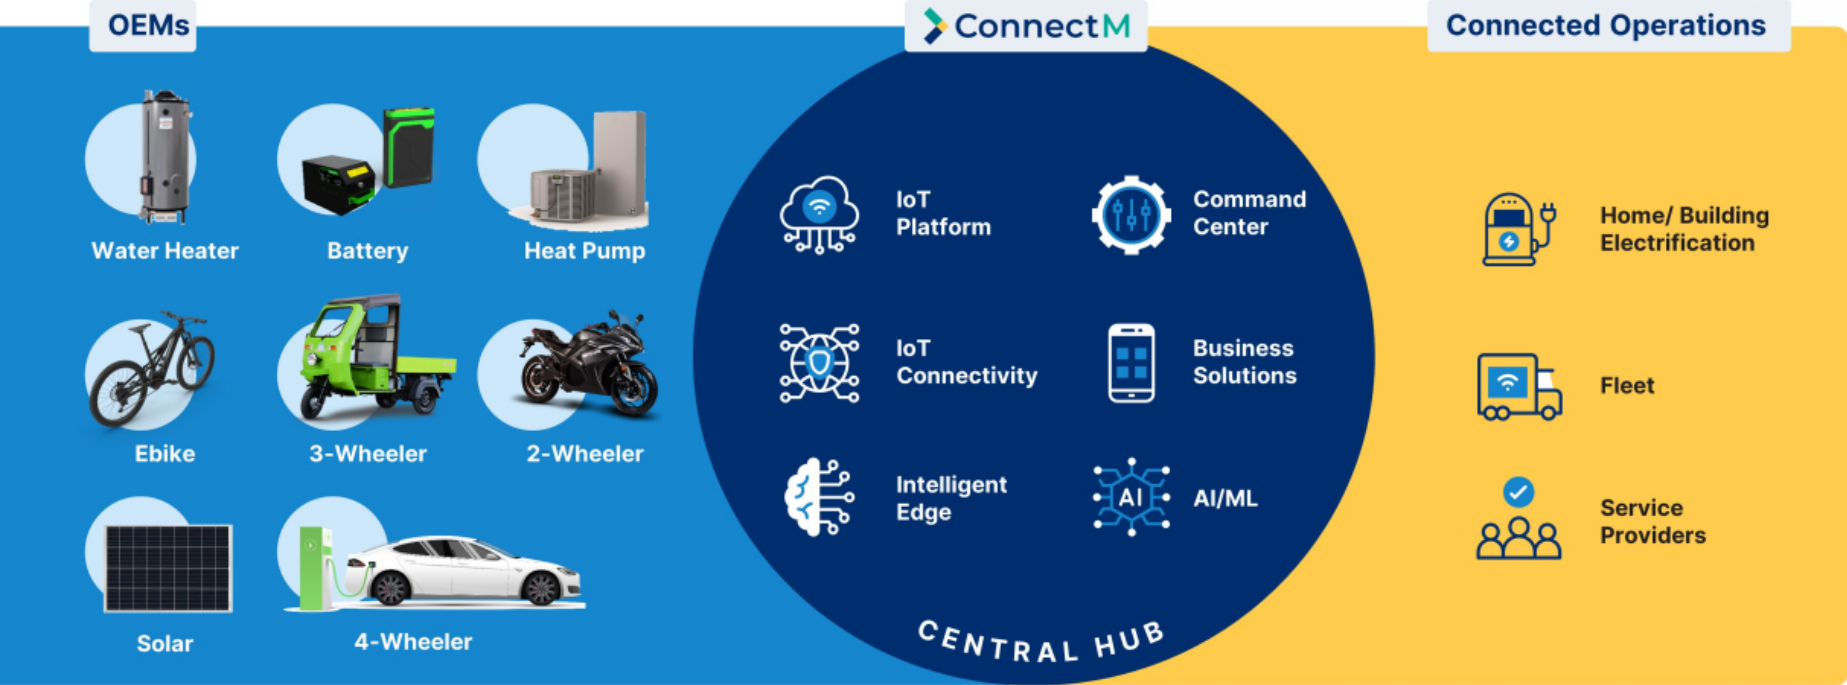 OEMs
Water Heater
Battery
Heat Pump
Ebike
3-Wheeler
2-Wheeler
Solar
4-Wheeler
ConnectM
IoT
Platform
Command
Center
IoT
Connectivity
Business
Solutions
Intelligent
Edge
AI
AI/ML
CENTRAL HUB
Connected Operations
Home/ Building
Electrification
Fleet
Service
Providers